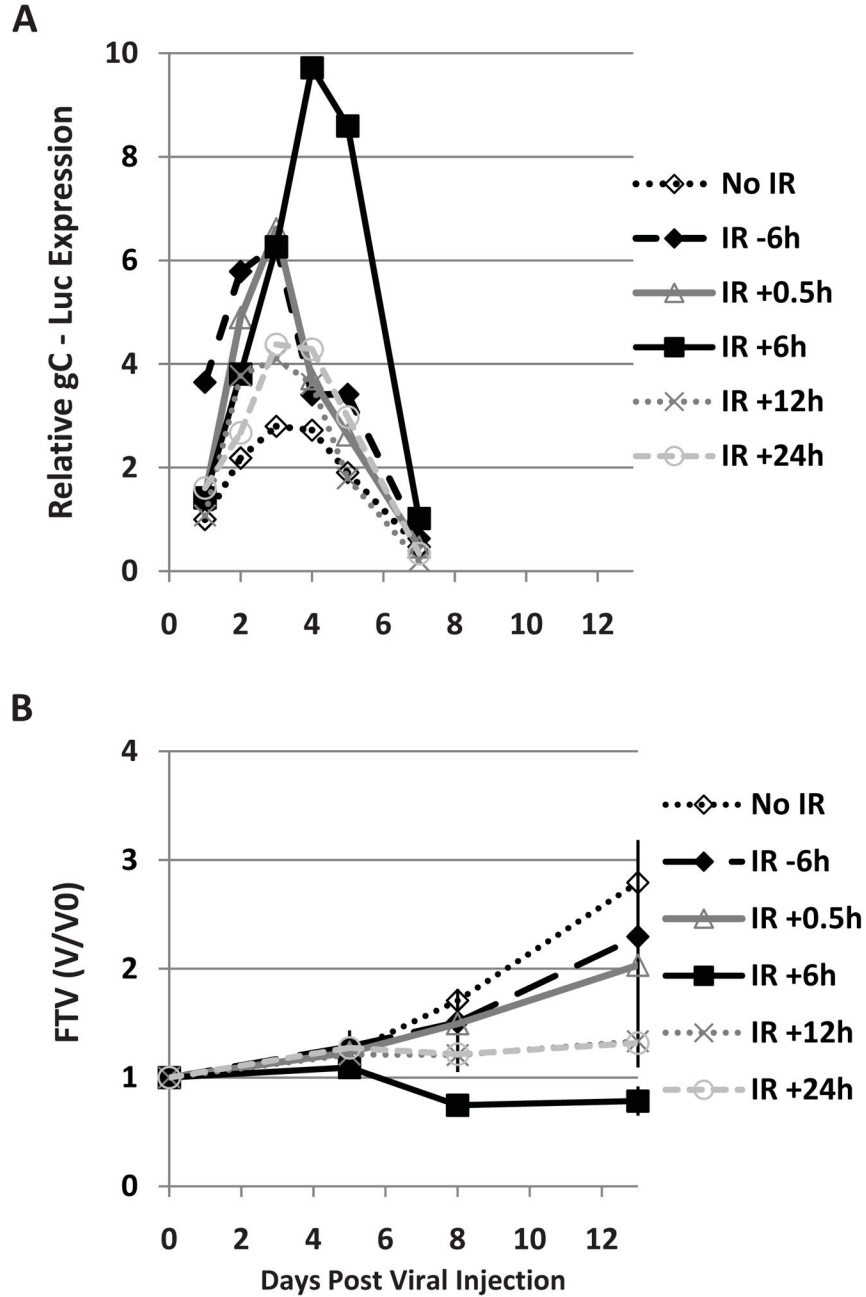 A
Relative gC - Luc Expression
10
8
6
4
2
0
0 2 4 6 8 10 12
No IR
IR -6h
IR +0.5h
IR +6h
IR +12h
IR +24h
B
FTV (V/V0)
4
3
2
1
0
0 2 4 6 8 10 12
Days Post Viral Injection
No IR
IR -6h
IR +0.5h
IR +6h
IR +12h
IR +24h